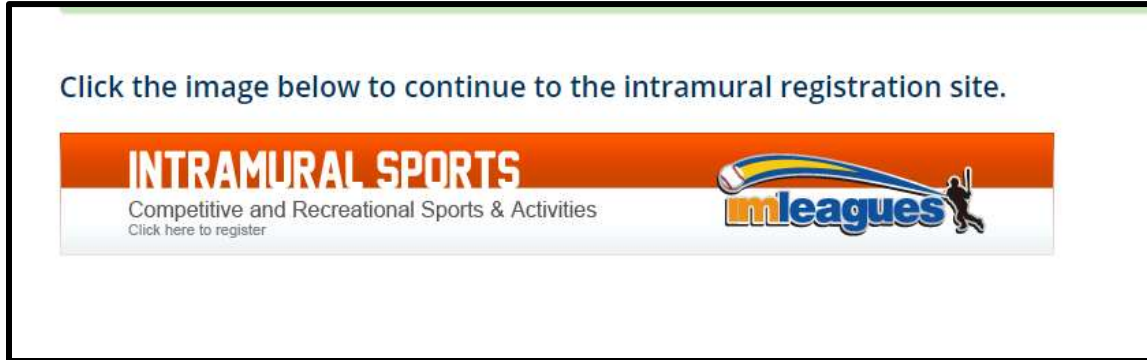 Click the image below to continue to the intramural registration site.
INTRAMURAL SPORTS
Competitive and Recreational Sports & Activities
Click here to register
imleagues